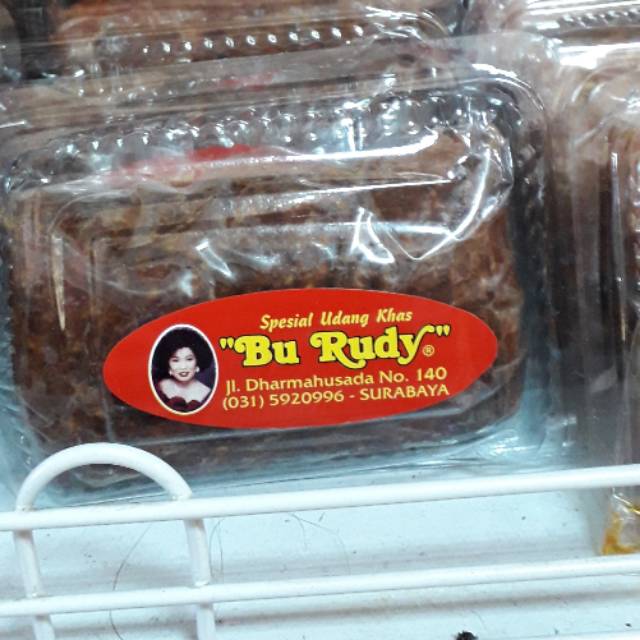 Spesial Udang Khas
"Bu Rudy"®
Jl. Dharmahusada No. 140
(031) 5920996 - SURABAYA